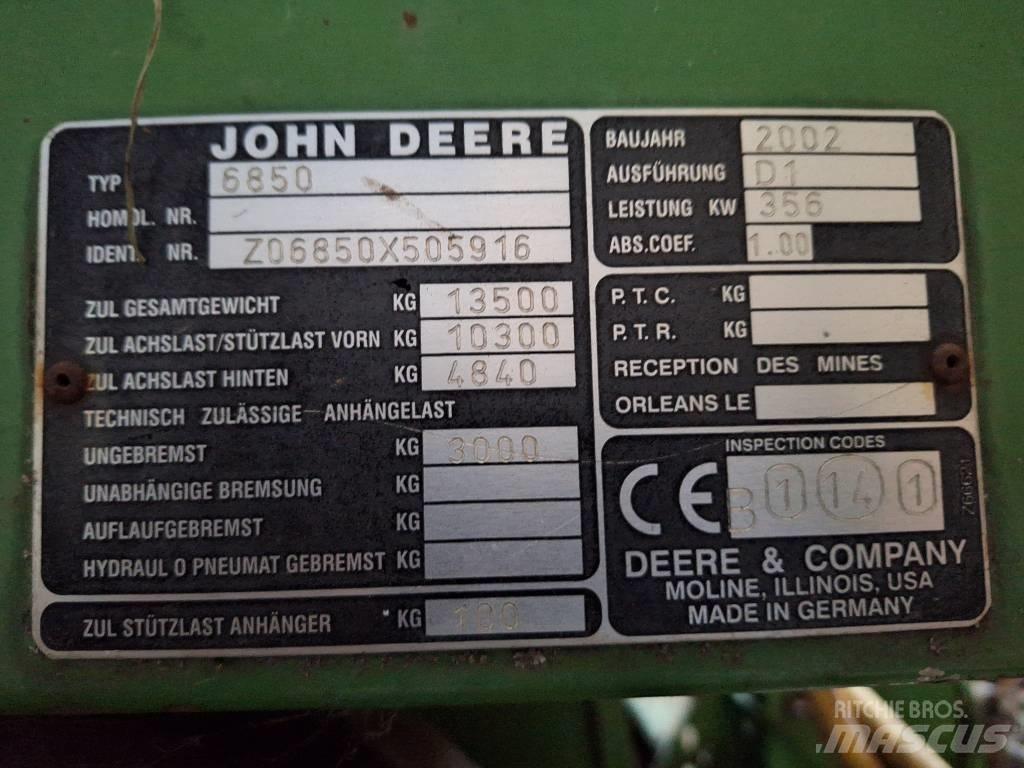 JOHN DEERE
TYP 6850
HOMOL. NR.
IDENT. NR. Z06850X505916
ZUL GESAMTGEWICHT KG 13500
ZUL ACHSLAST/STÜTZLAST VORN KG 10300
ZUL ACHSLAST HINTEN KG 4840
TECHNISCH ZULÄSSIGE ANHÄNGELAST
UNGEBREMST KG 3000
UNABHÄNGIGE BREMSUNG KG
AUFLAUFGEBREMST KG
HYDRAUL O PNEUMAT GEBREMST KG
ZUL STÜTZLAST ANHÄNGER KG 100
BAUJAHR 2002
AUSFÜHRUNG D1
LEISTUNG KW 356
ABS.COEF. 1.00
P. T. C. KG
P. T. R. KG
RECEPTION DES MINES
ORLEANS LE
INSPECTION CODES
CE B 1 14 1
Z66621
DEERE & COMPANY
MOLINE, ILLINOIS, USA
MADE IN GERMANY
RITCHIE BROS.
MASCUS